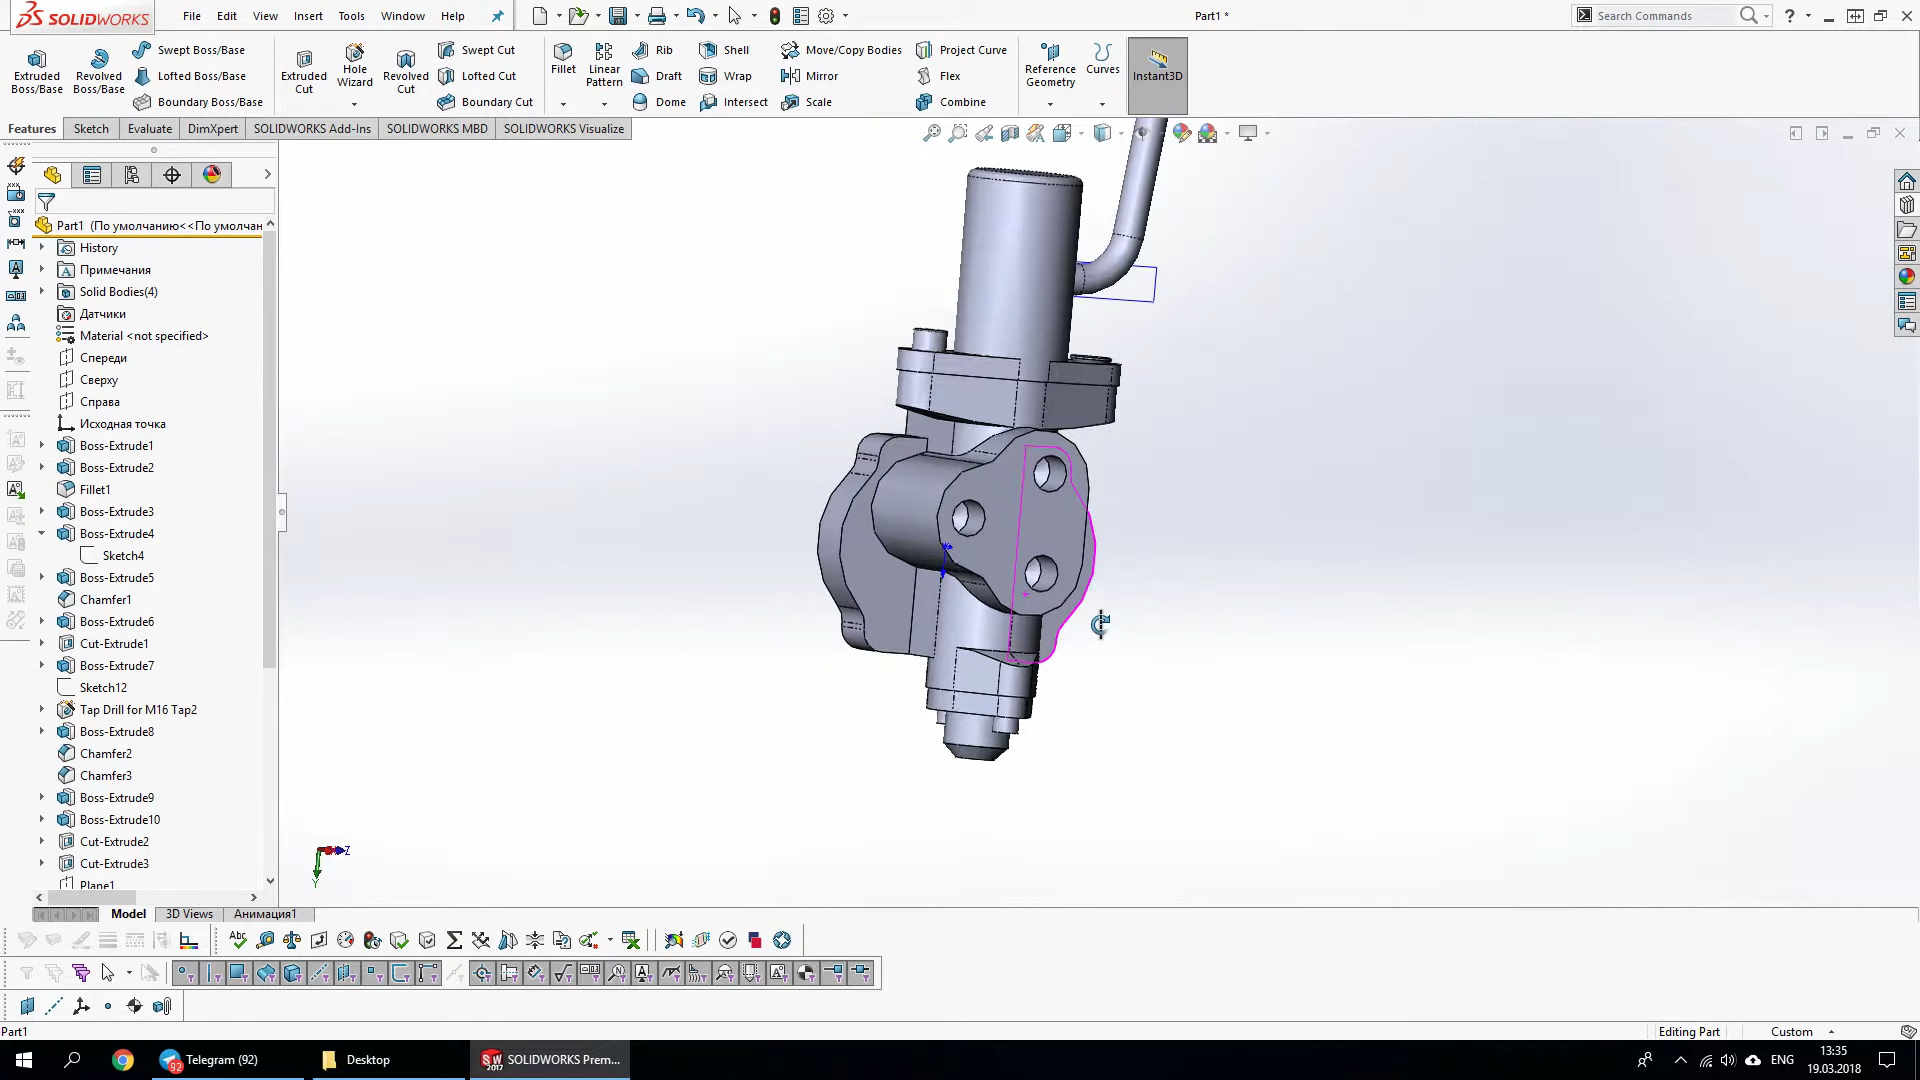 SOLIDWORKS
File Edit View Insert Tools Window Help
Part1 *
Search Commands
Extruded Boss/Base
Revolved Boss/Base
Swept Boss/Base
Lofted Boss/Base
Boundary Boss/Base
Extruded Cut
Hole Wizard
Revolved Cut
Swept Cut
Lofted Cut
Boundary Cut
Fillet
Linear Pattern
Rib
Draft
Dome
Shell
Wrap
Intersect
Move/Copy Bodies
Mirror
Scale
Project Curve
Flex
Combine
Reference Geometry
Curves
Instant3D
Features Sketch Evaluate DimXpert SOLIDWORKS Add-Ins SOLIDWORKS MBD SOLIDWORKS Visualize
Part1 (По умолчанию<<По умолчан
History
Примечания
Solid Bodies(4)
Датчики
Material <not specified>
Спереди
Сверху
Справа
Исходная точка
Boss-Extrude1
Boss-Extrude2
Fillet1
Boss-Extrude3
Boss-Extrude4
Sketch4
Boss-Extrude5
Chamfer1
Boss-Extrude6
Cut-Extrude1
Boss-Extrude7
Sketch12
Tap Drill for M16 Tap2
Boss-Extrude8
Chamfer2
Chamfer3
Boss-Extrude9
Boss-Extrude10
Cut-Extrude2
Cut-Extrude3
Plane1
Z
Y
Model 3D Views Анимация1
Part1
Editing Part Custom
92
Telegram (92)
Desktop
SW 2017
SOLIDWORKS Prem...
ENG
13:35
19.03.2018